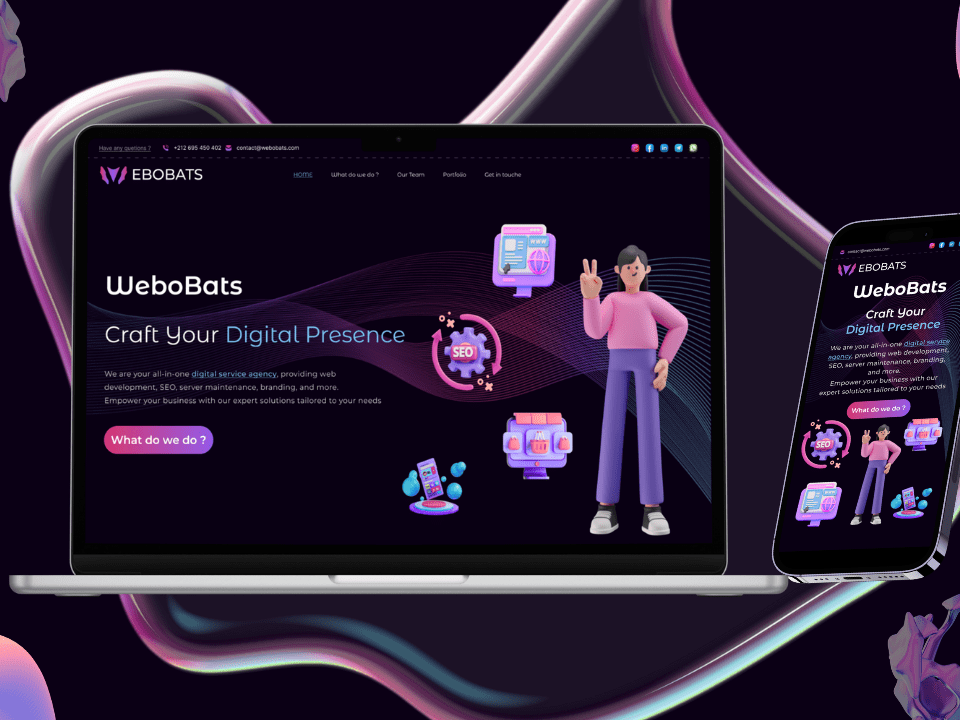 Have any qustions ? +212 695 450 402 contact@webobats.com
EBOBATS
HOME What do we do ? Our Team Portfolio Get in touche
WeboBats
Craft Your Digital Presence
We are your all-in-one digital service agency, providing web
development, SEO, server maintenance, branding, and more.
Empower your business with our expert solutions tailored to your needs
What do we do ?
WWW
SEO
contact@webobats.com
EBOBATS
WeboBats
Craft Your
Digital Presence
We are your all-in-one digital service
agency, providing web development,
SEO, server maintenance, branding,
and more.
Empower your business with our
expert solutions tailored to your needs
What do we do ?
SEO